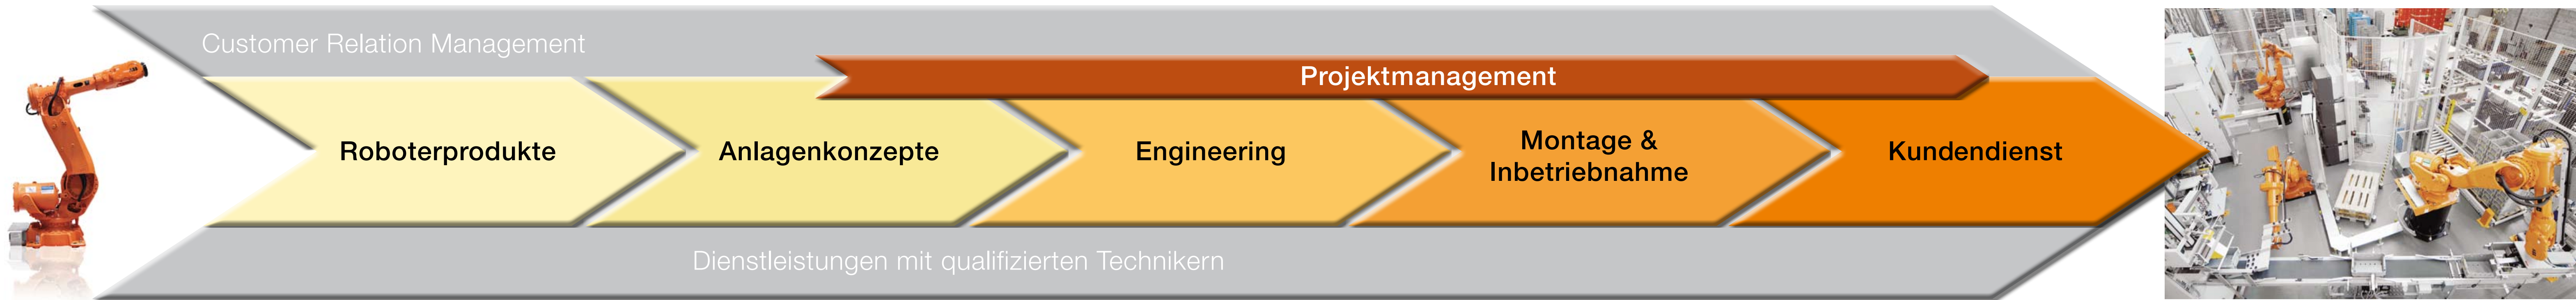 Customer Relation Management
Projektmanagement
Roboterprodukte
Anlagenkonzepte
Engineering
Montage &
Inbetriebnahme
Kundendienst
Dienstleistungen mit qualifizierten Technikern